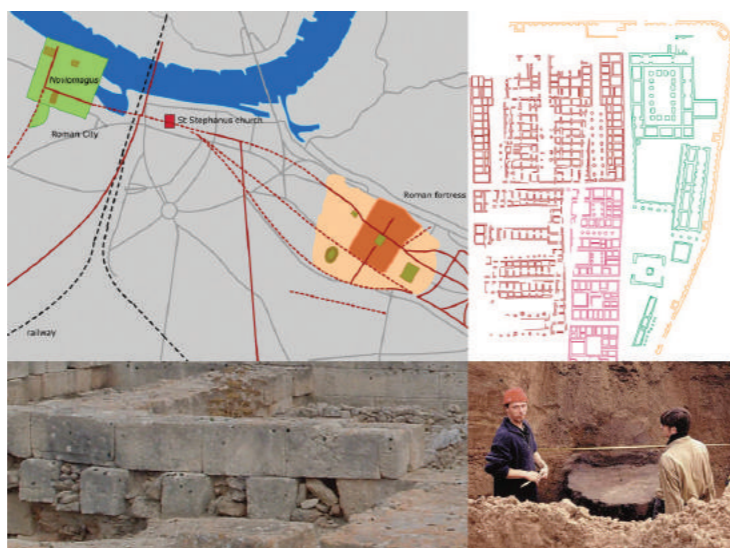 Noviomagus
St Stephanus church
Roman City
Roman fortress
railway